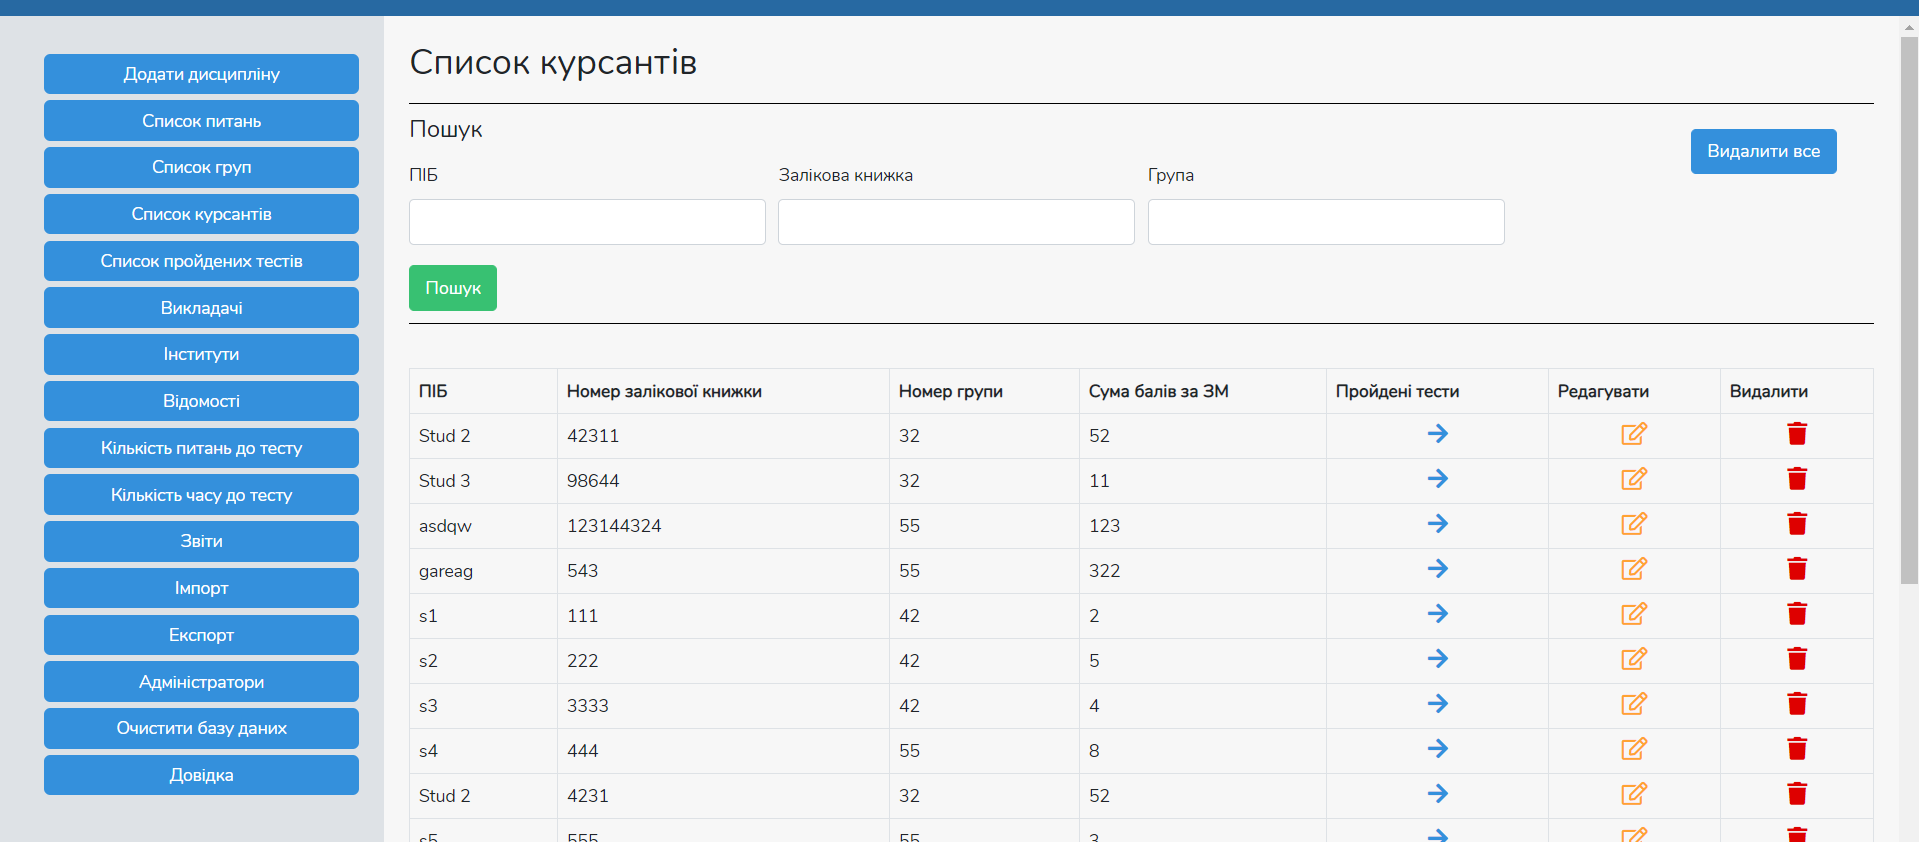 Додати дисципліну
Список питань
Список груп
Список курсантів
Список пройдених тестів
Викладачі
Інститути
Відомості
Кількість питань до тесту
Кількість часу до тесту
Звіти
Імпорт
Експорт
Адміністратори
Очистити базу даних
Довідка
Список курсантів
Пошук
Видалити все
ПІБ Залікова книжка Група
Пошук
ПІБ Номер залікової книжки Номер групи Сума балів за ЗМ Пройдені тести Редагувати Видалити
Stud 2 42311 32 52
Stud 3 98644 32 11
asdqw 123144324 55 123
gareag 543 55 322
s1 111 42 2
s2 222 42 5
s3 3333 42 4
s4 444 55 8
Stud 2 4231 32 52
s5 555 55 3